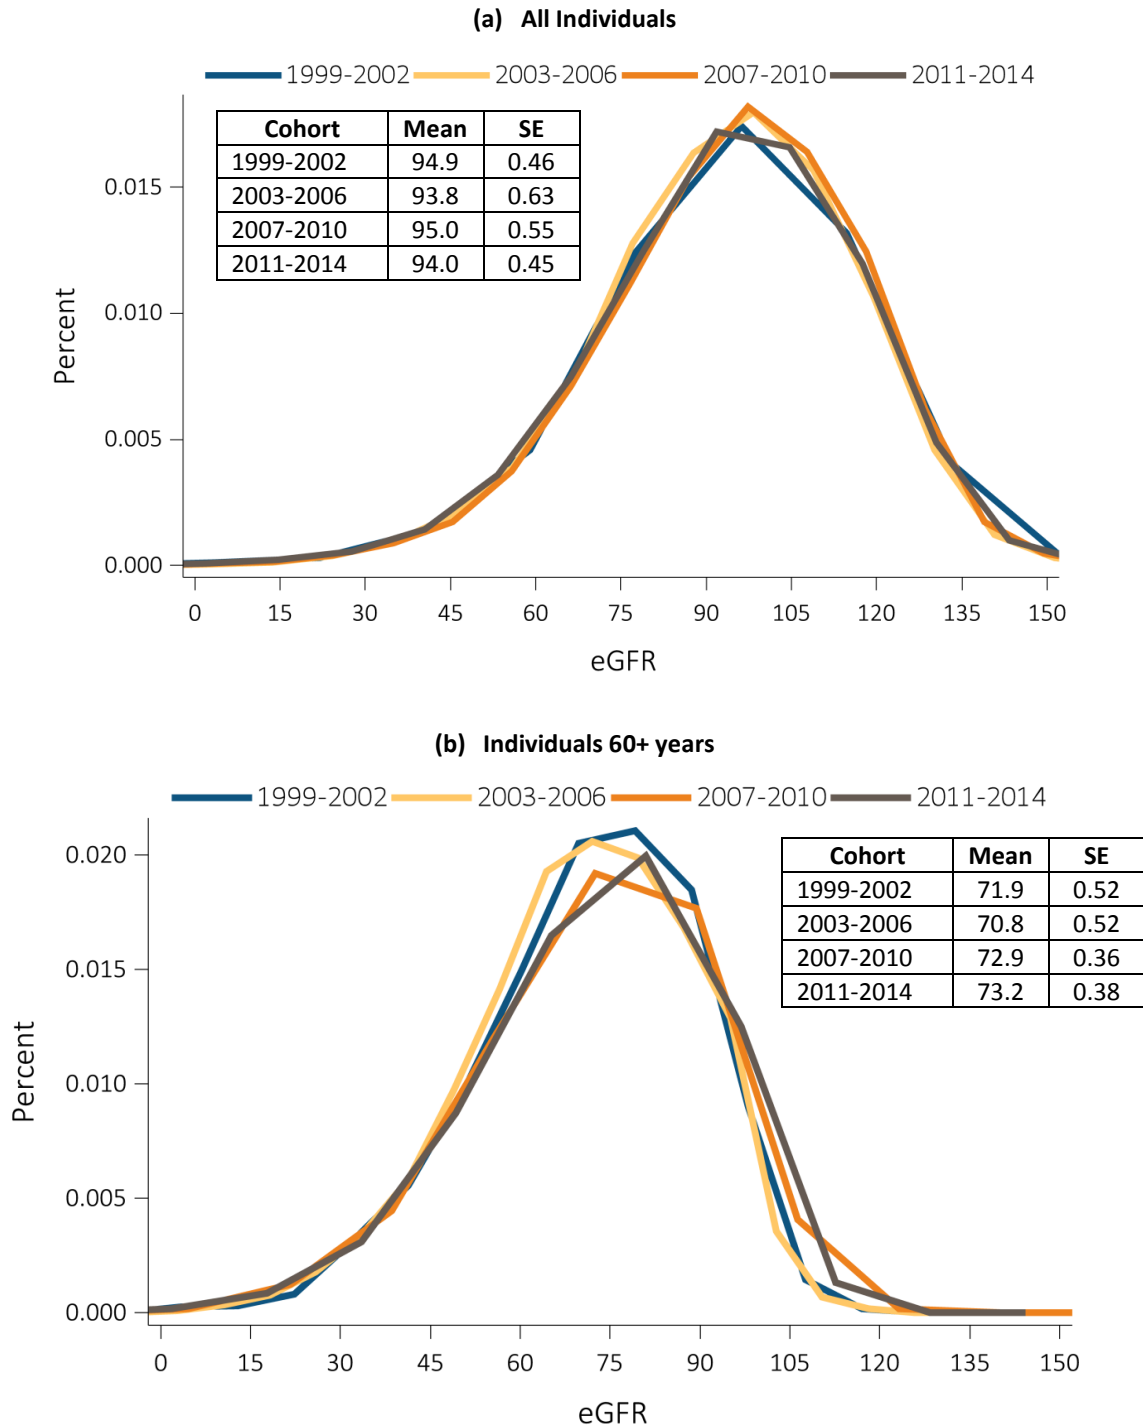 (a) All Individuals
1999-2002 2003-2006 2007-2010 2011-2014
Cohort Mean SE
1999-2002 94.9 0.46
2003-2006 93.8 0.63
2007-2010 95.0 0.55
2011-2014 94.0 0.45
0.015
0.010
0.005
0.000
Percent
0 15 30 45 60 75 90 105 120 135 150
eGFR
(b) Individuals 60+ years
1999-2002 2003-2006 2007-2010 2011-2014
Cohort Mean SE
1999-2002 71.9 0.52
2003-2006 70.8 0.52
2007-2010 72.9 0.36
2011-2014 73.2 0.38
0.020
0.015
0.010
0.005
0.000
Percent
0 15 30 45 60 75 90 105 120 135 150
eGFR